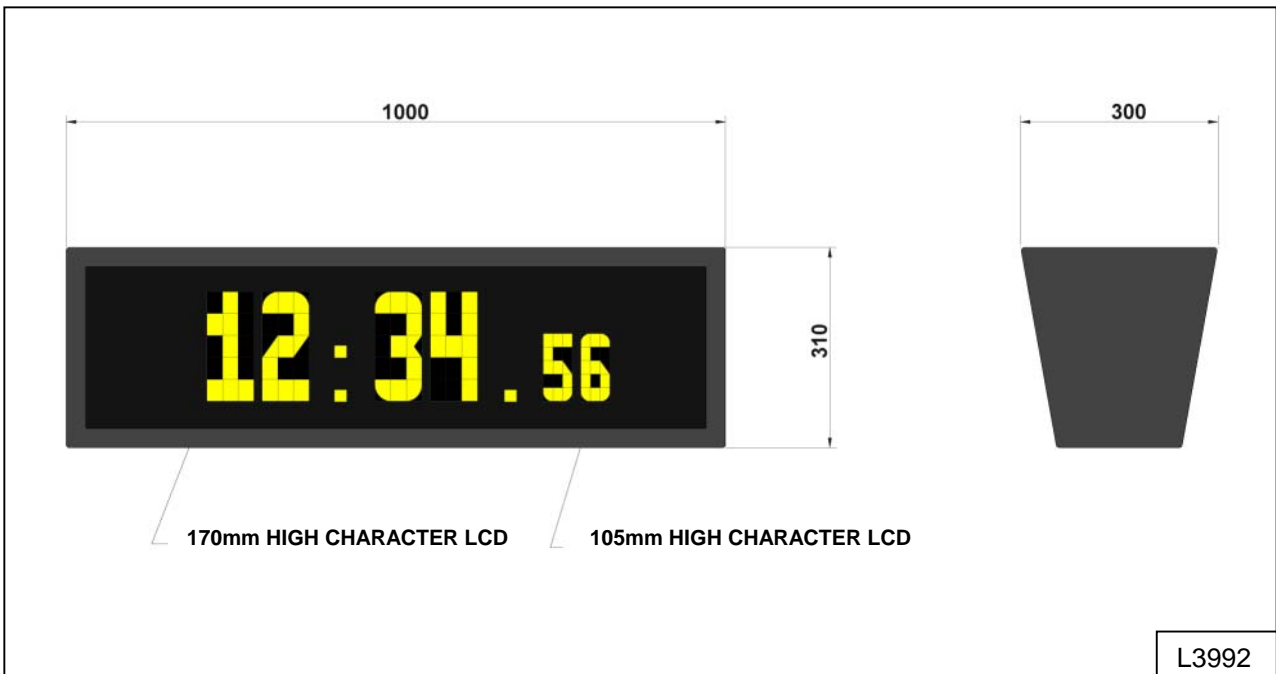 1000
300
12:34.56
310
170mm HIGH CHARACTER LCD
105mm HIGH CHARACTER LCD
L3992